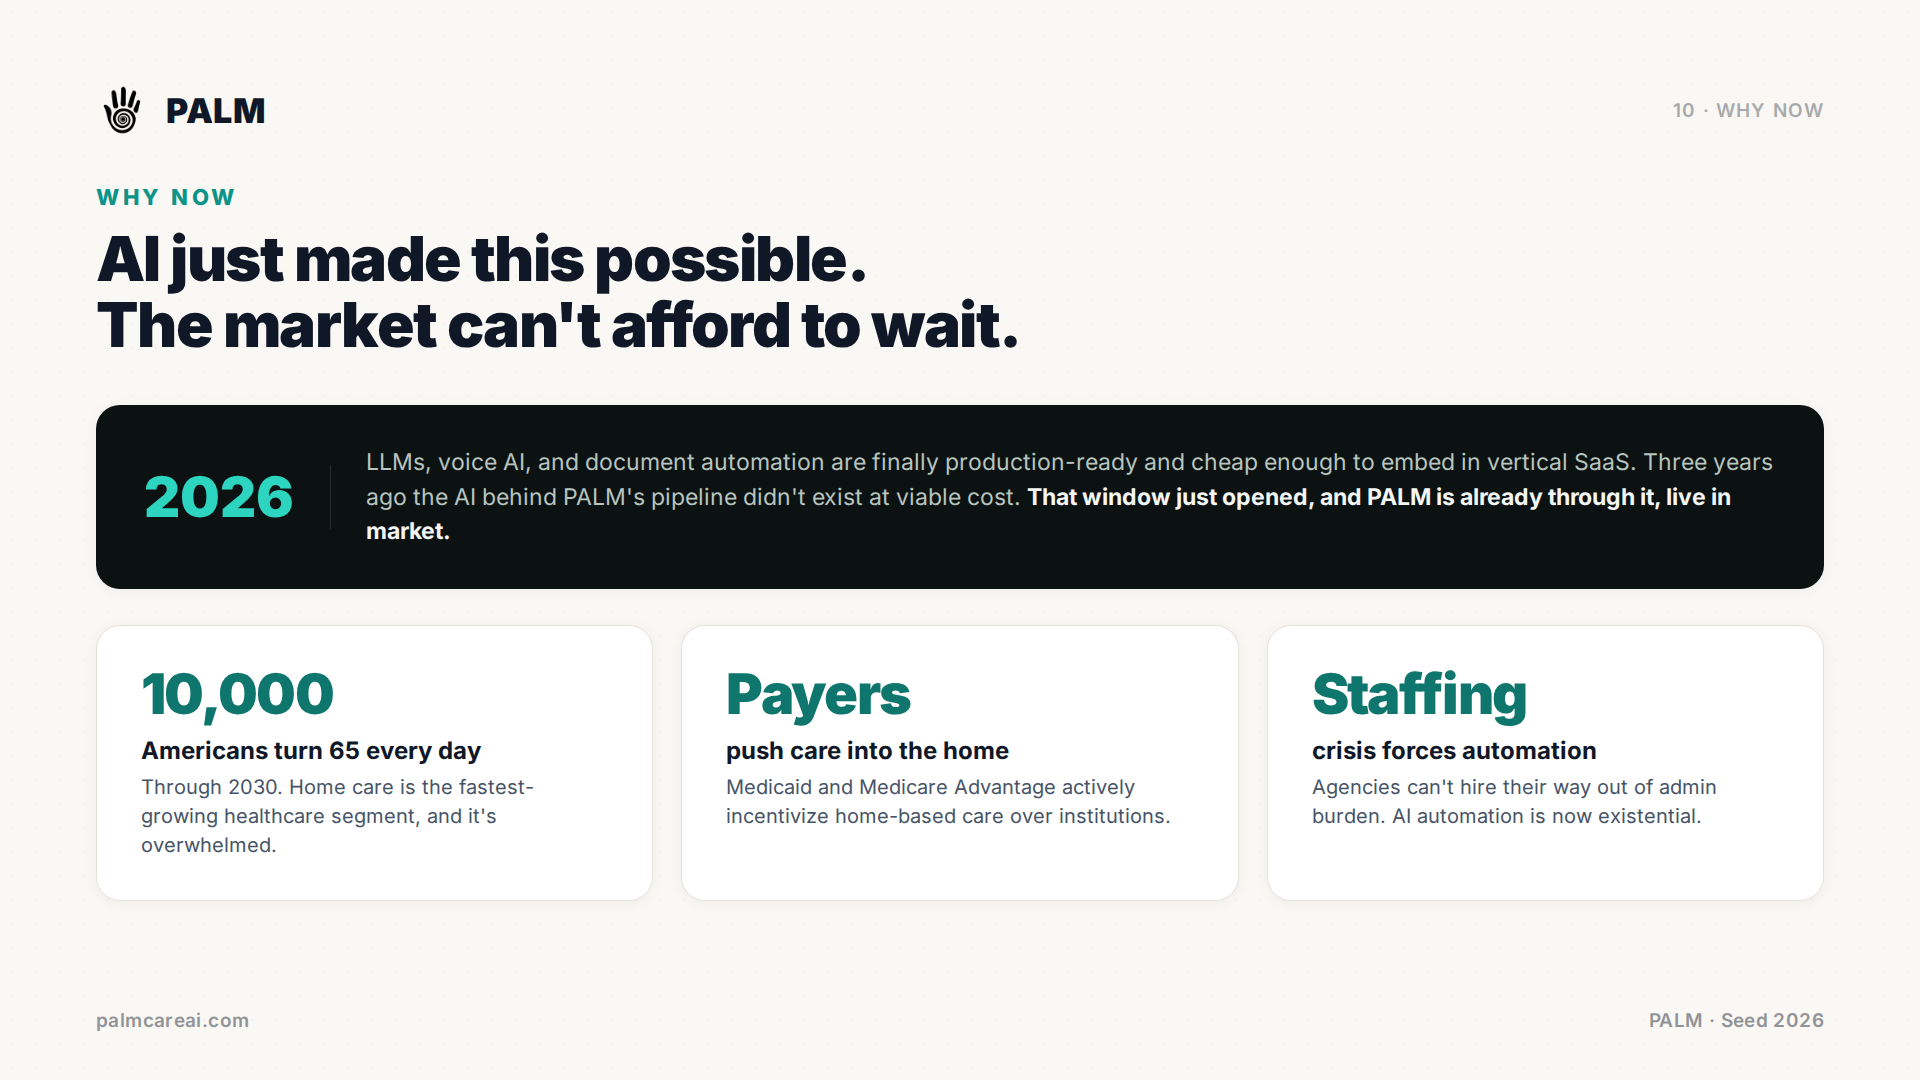 PALM
10 · WHY NOW
WHY NOW
AI just made this possible.
The market can't afford to wait.
2026
LLMs, voice AI, and document automation are finally production-ready and cheap enough to embed in vertical SaaS. Three years
ago the AI behind PALM's pipeline didn't exist at viable cost. That window just opened, and PALM is already through it, live in
market.
10,000
Americans turn 65 every day
Through 2030. Home care is the fastest-
growing healthcare segment, and it's
overwhelmed.
Payers
push care into the home
Medicaid and Medicare Advantage actively
incentivize home-based care over institutions.
Staffing
crisis forces automation
Agencies can't hire their way out of admin
burden. AI automation is now existential.
palmcareai.com
PALM · Seed 2026